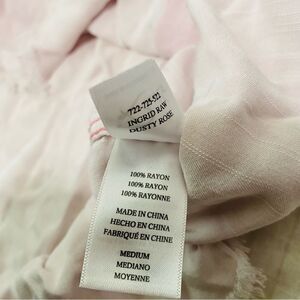 722-725-522
INGRID RAW
DUSTY ROSE
100% RAYON
100% RAYON
100% RAYONNE
MADE IN CHINA
HECHO EN CHINA
FABRIQUÉ EN CHINE
MEDIUM
MEDIANO
MOYENNE